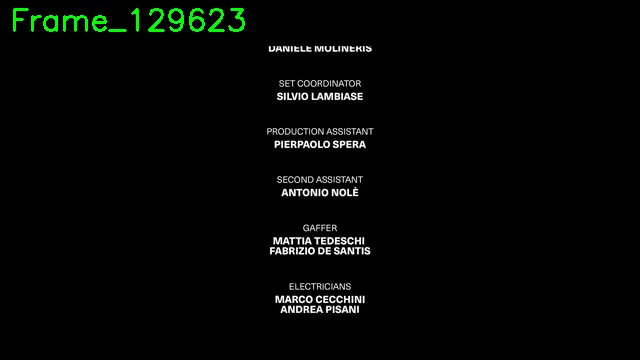 Frame_129623
DANIELE MOLINERIS
SET COORDINATOR
SILVIO LAMBIASE
PRODUCTION ASSISTANT
PIERPAOLO SPERA
SECOND ASSISTANT
ANTONIO NOLÈ
GAFFER
MATTIA TEDESCHI
FABRIZIO DE SANTIS
ELECTRICIANS
MARCO CECCHINI
ANDREA PISANI